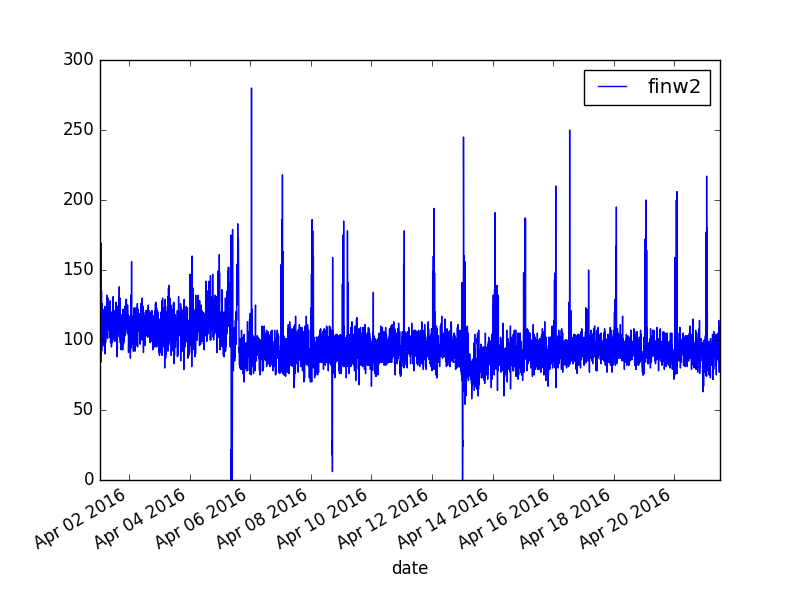 300
250
200
150
100
50
0
finw2
Apr 02 2016
Apr 04 2016
Apr 06 2016
Apr 08 2016
Apr 10 2016
Apr 12 2016
Apr 14 2016
Apr 16 2016
Apr 18 2016
Apr 20 2016
date